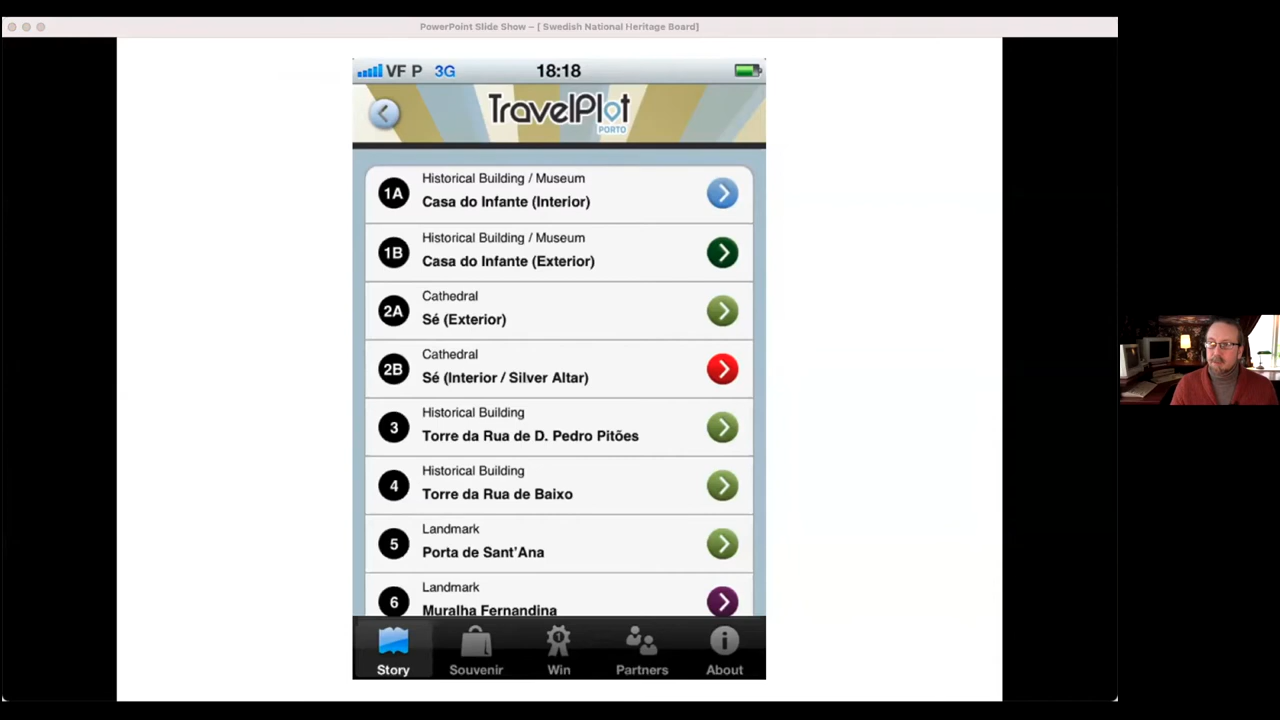 PowerPoint Slide Show – [ Swedish National Heritage Board]
VF P 3G 18:18
TravelPlot
PORTO
1A Historical Building / Museum
Casa do Infante (Interior)
1B Historical Building / Museum
Casa do Infante (Exterior)
2A Cathedral
Sé (Exterior)
2B Cathedral
Sé (Interior / Silver Altar)
3 Historical Building
Torre da Rua de D. Pedro Pitões
4 Historical Building
Torre da Rua de Baixo
5 Landmark
Porta de Sant'Ana
6 Landmark
Muralha Fernandina
1
Story Souvenir Win Partners About